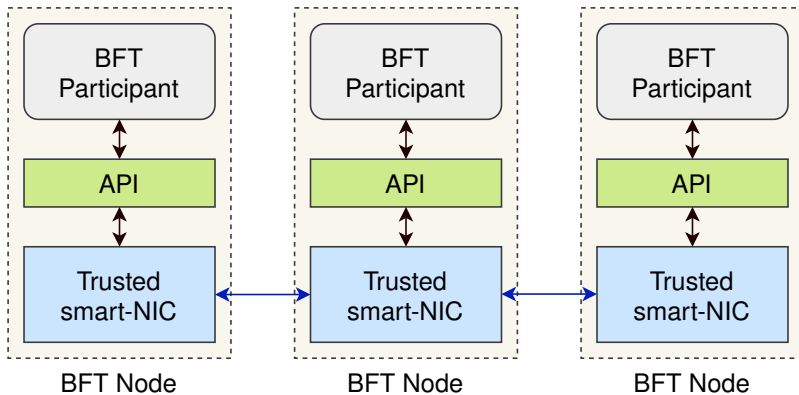 BFT
Participant
API
Trusted
smart-NIC
BFT Node
BFT
Participant
API
Trusted
smart-NIC
BFT Node
BFT
Participant
API
Trusted
smart-NIC
BFT Node